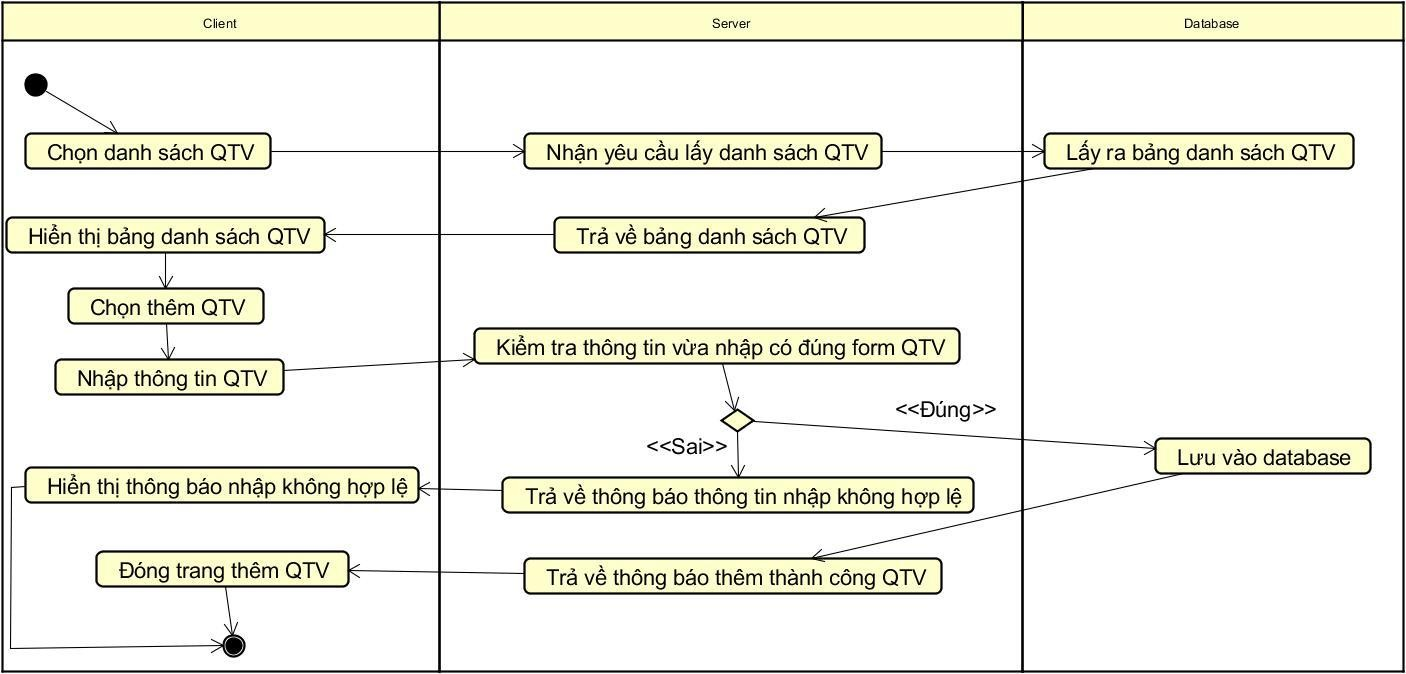 Client
Server
Database
Chọn danh sách QTV
Nhận yêu cầu lấy danh sách QTV
Lấy ra bảng danh sách QTV
Hiển thị bảng danh sách QTV
Trả về bảng danh sách QTV
Chọn thêm QTV
Nhập thông tin QTV
Kiểm tra thông tin vừa nhập có đúng form QTV
<<Đúng>>
<<Sai>>
Lưu vào database
Hiển thị thông báo nhập không hợp lệ
Trả về thông báo thông tin nhập không hợp lệ
Đóng trang thêm QTV
Trả về thông báo thêm thành công QTV